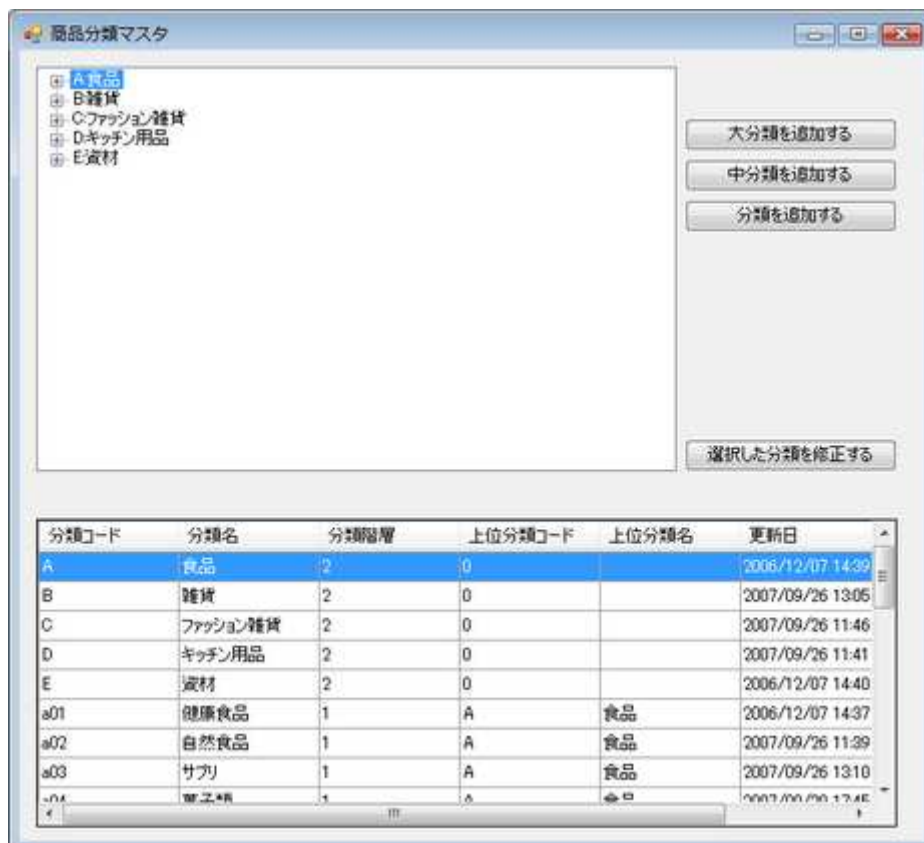 商品分類マスタ
A:食品
B:雑貨
C:ファッション雑貨
D:キッチン用品
E:資材
大分類を追加する
中分類を追加する
分類を追加する
選択した分類を修正する
分類コード 分類名 分類階層 上位分類コード 上位分類名 更新日
A 食品 2 0 2006/12/07 14:39
B 雑貨 2 0 2007/09/26 13:05
C ファッション雑貨 2 0 2007/09/26 11:46
D キッチン用品 2 0 2007/09/26 11:41
E 資材 2 0 2006/12/07 14:40
a01 健康食品 1 A 食品 2006/12/07 14:37
a02 自然食品 1 A 食品 2007/09/26 11:39
a03 サプリ 1 A 食品 2007/09/26 13:10
a04 菓子類 1 A 食品